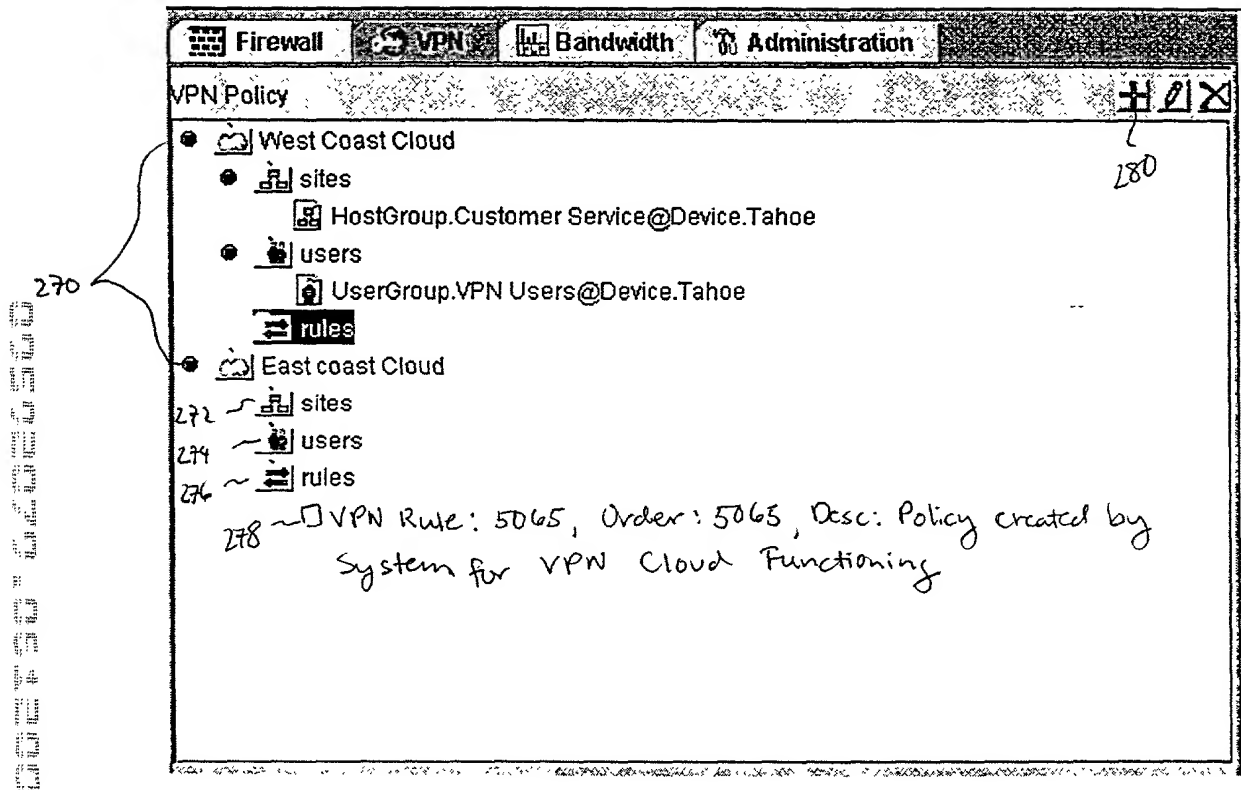 Firewall VPN Bandwidth Administration
VPN Policy
280
West Coast Cloud
sites
HostGroup.Customer Service@Device.Tahoe
users
270
UserGroup.VPN Users@Device.Tahoe
rules
East coast Cloud
272 sites
274 users
276 rules
278 VPN Rule: 5065, Order: 5065, Desc: Policy created by
System for VPN Cloud Functioning